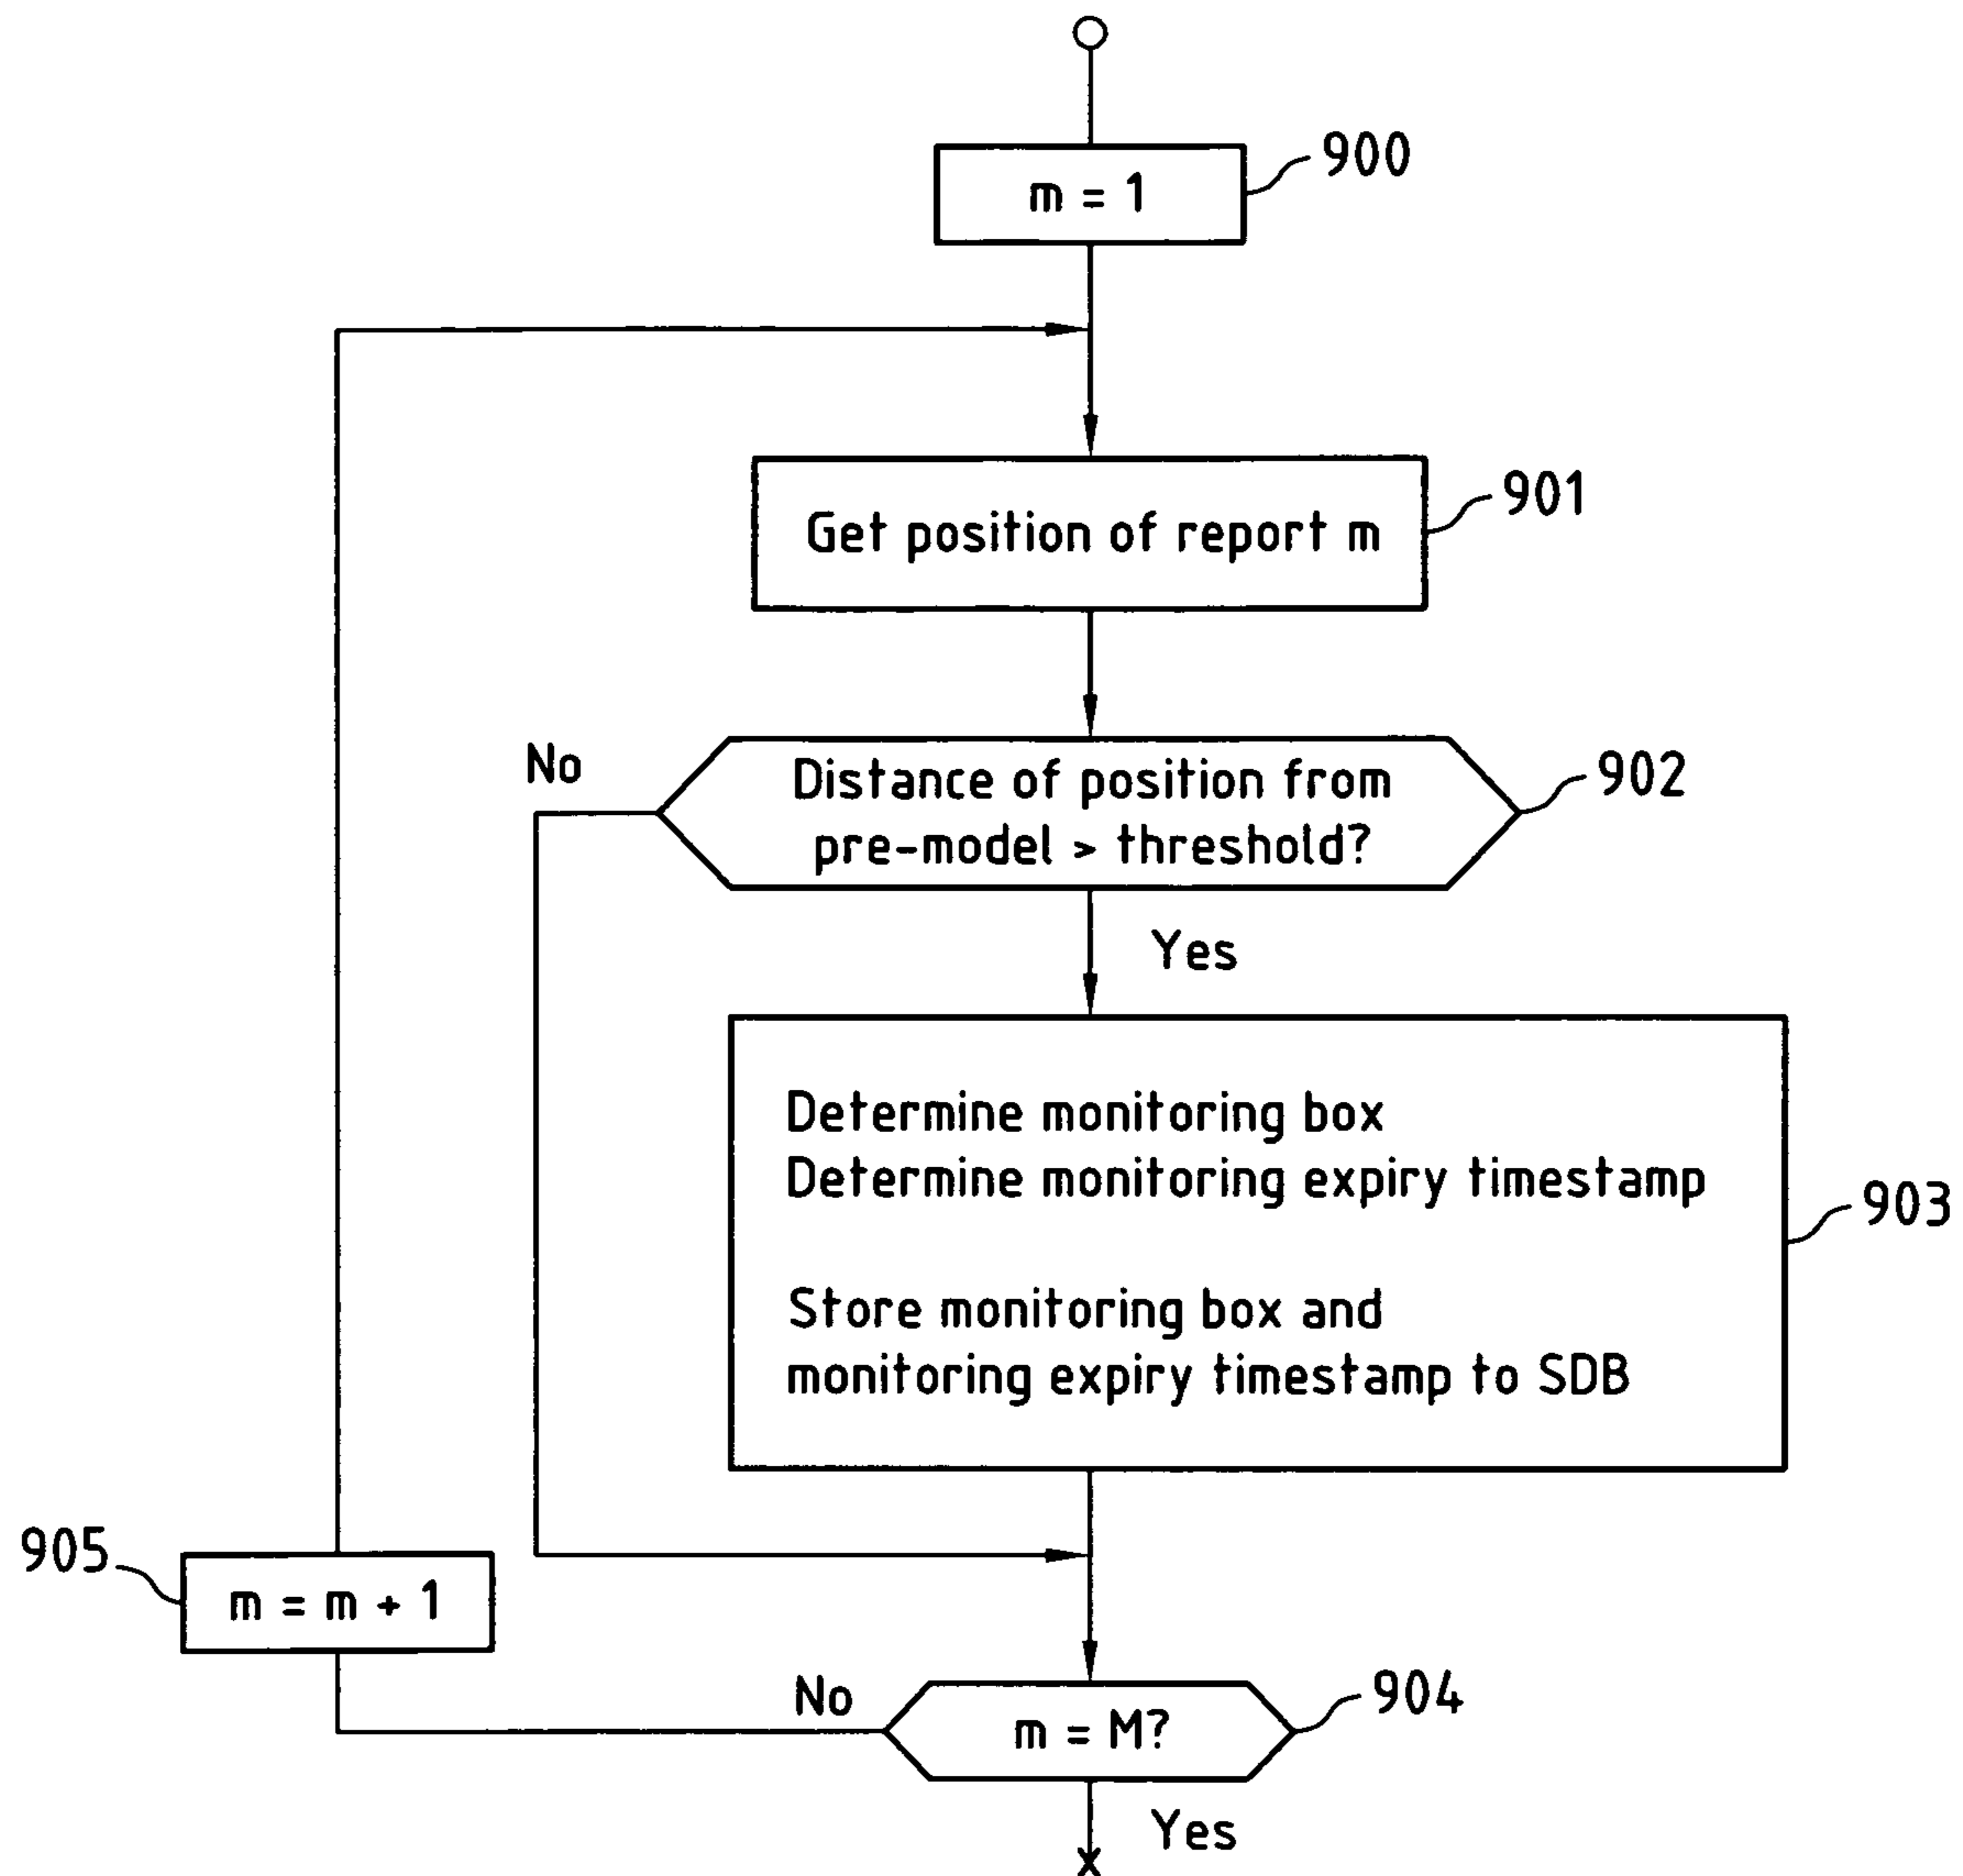 900
m = 1
901
Get position of report m
902
No
Distance of position from
pre-model > threshold?
Yes
903
Determine monitoring box
Determine monitoring expiry timestamp
Store monitoring box and
monitoring expiry timestamp to SDB
905
m = m + 1
904
No
m = M?
Yes
x